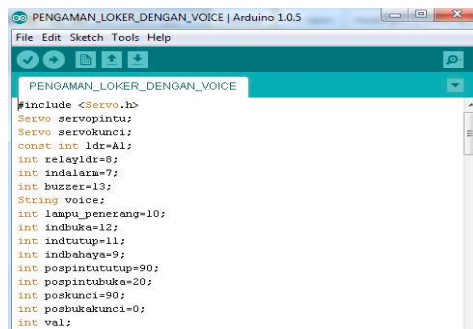 PENGAMAN_LOKER_DENGAN_VOICE | Arduino 1.0.5
File Edit Sketch Tools Help
PENGAMAN_LOKER_DENGAN_VOICE
#include <Servo.h>
Servo servopintu;
Servo servokunci;
const int ldr=A1;
int relayldr=8;
int indalarm=7;
int buzzer=13;
String voice;
int lampu_penerang=10;
int indbuka=12;
int indtutup=11;
int indbahaya=9;
int pospintututup=90;
int pospintubuka=20;
int poskunci=90;
int posbukakunci=0;
int val;